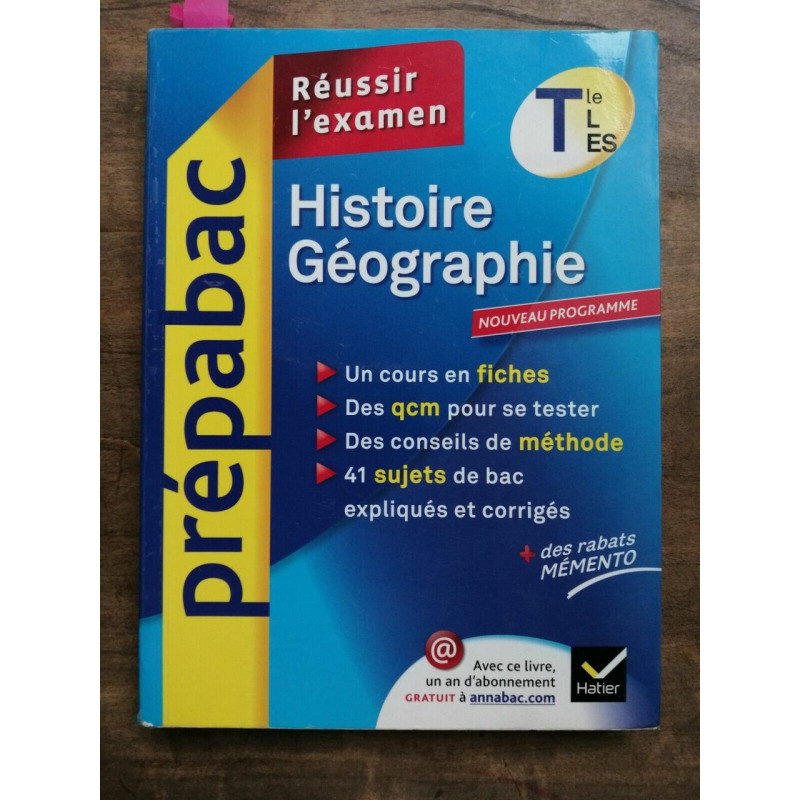 prépabac
Réussir
l'examen
T le
L
ES
Histoire
Géographie
NOUVEAU PROGRAMME
Un cours en fiches
Des qcm pour se tester
Des conseils de méthode
41 sujets de bac
expliqués et corrigés
+ des rabats
MÉMENTO
@
Avec ce livre,
un an d'abonnement
GRATUIT à annabac.com
Hatier